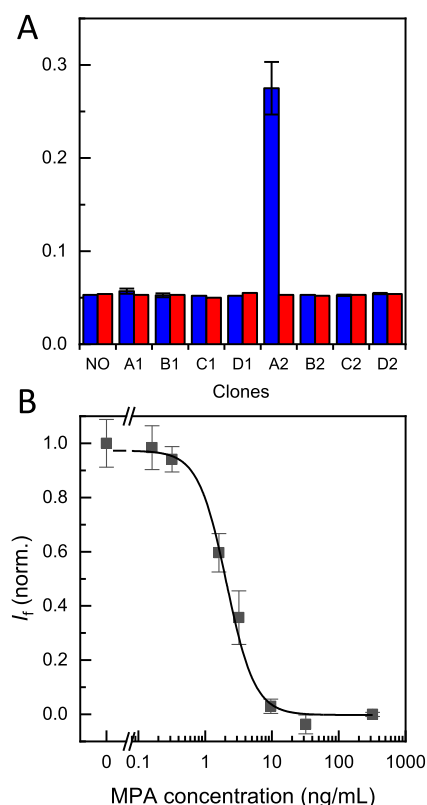 A
0.3
0.2
0.1
0.0
NO A1 B1 C1 D1 A2 B2 C2 D2
Clones
B
1.0
0.8
0.6
0.4
0.2
0.0
If (norm.)
0 0.1 1 10 100 1000
MPA concentration (ng/mL)